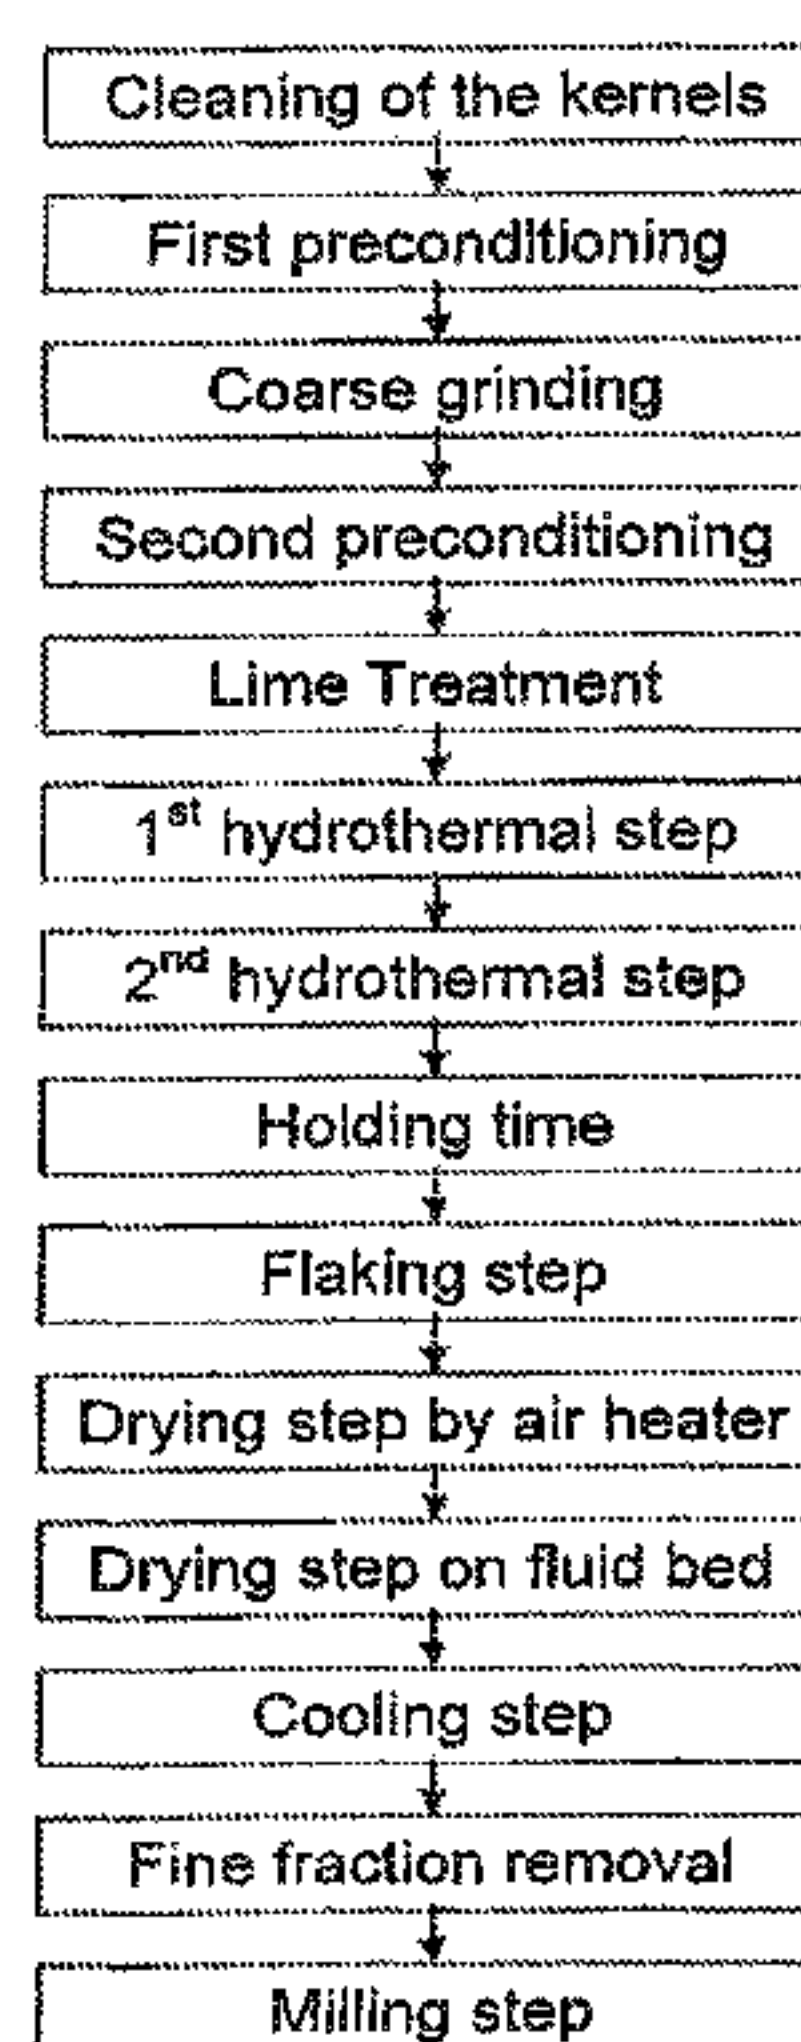 Cleaning of the kernels
First preconditioning
Coarse grinding
Second preconditioning
Lime Treatment
1st hydrothermal step
2nd hydrothermal step
Holding time
Flaking step
Drying step by air heater
Drying step on fluid bed
Cooling step
Fine fraction removal
Milling step